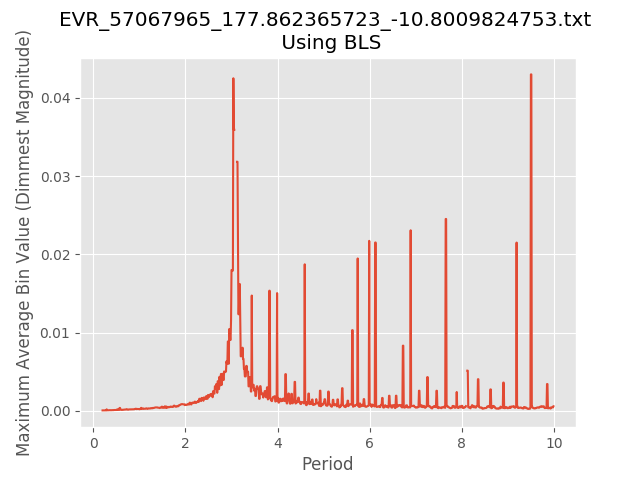 EVR_57067965_177.862365723_-10.8009824753.txt
Using BLS
Maximum Average Bin Value (Dimmest Magnitude)
0.04
0.03
0.02
0.01
0.00
0 2 4 6 8 10
Period